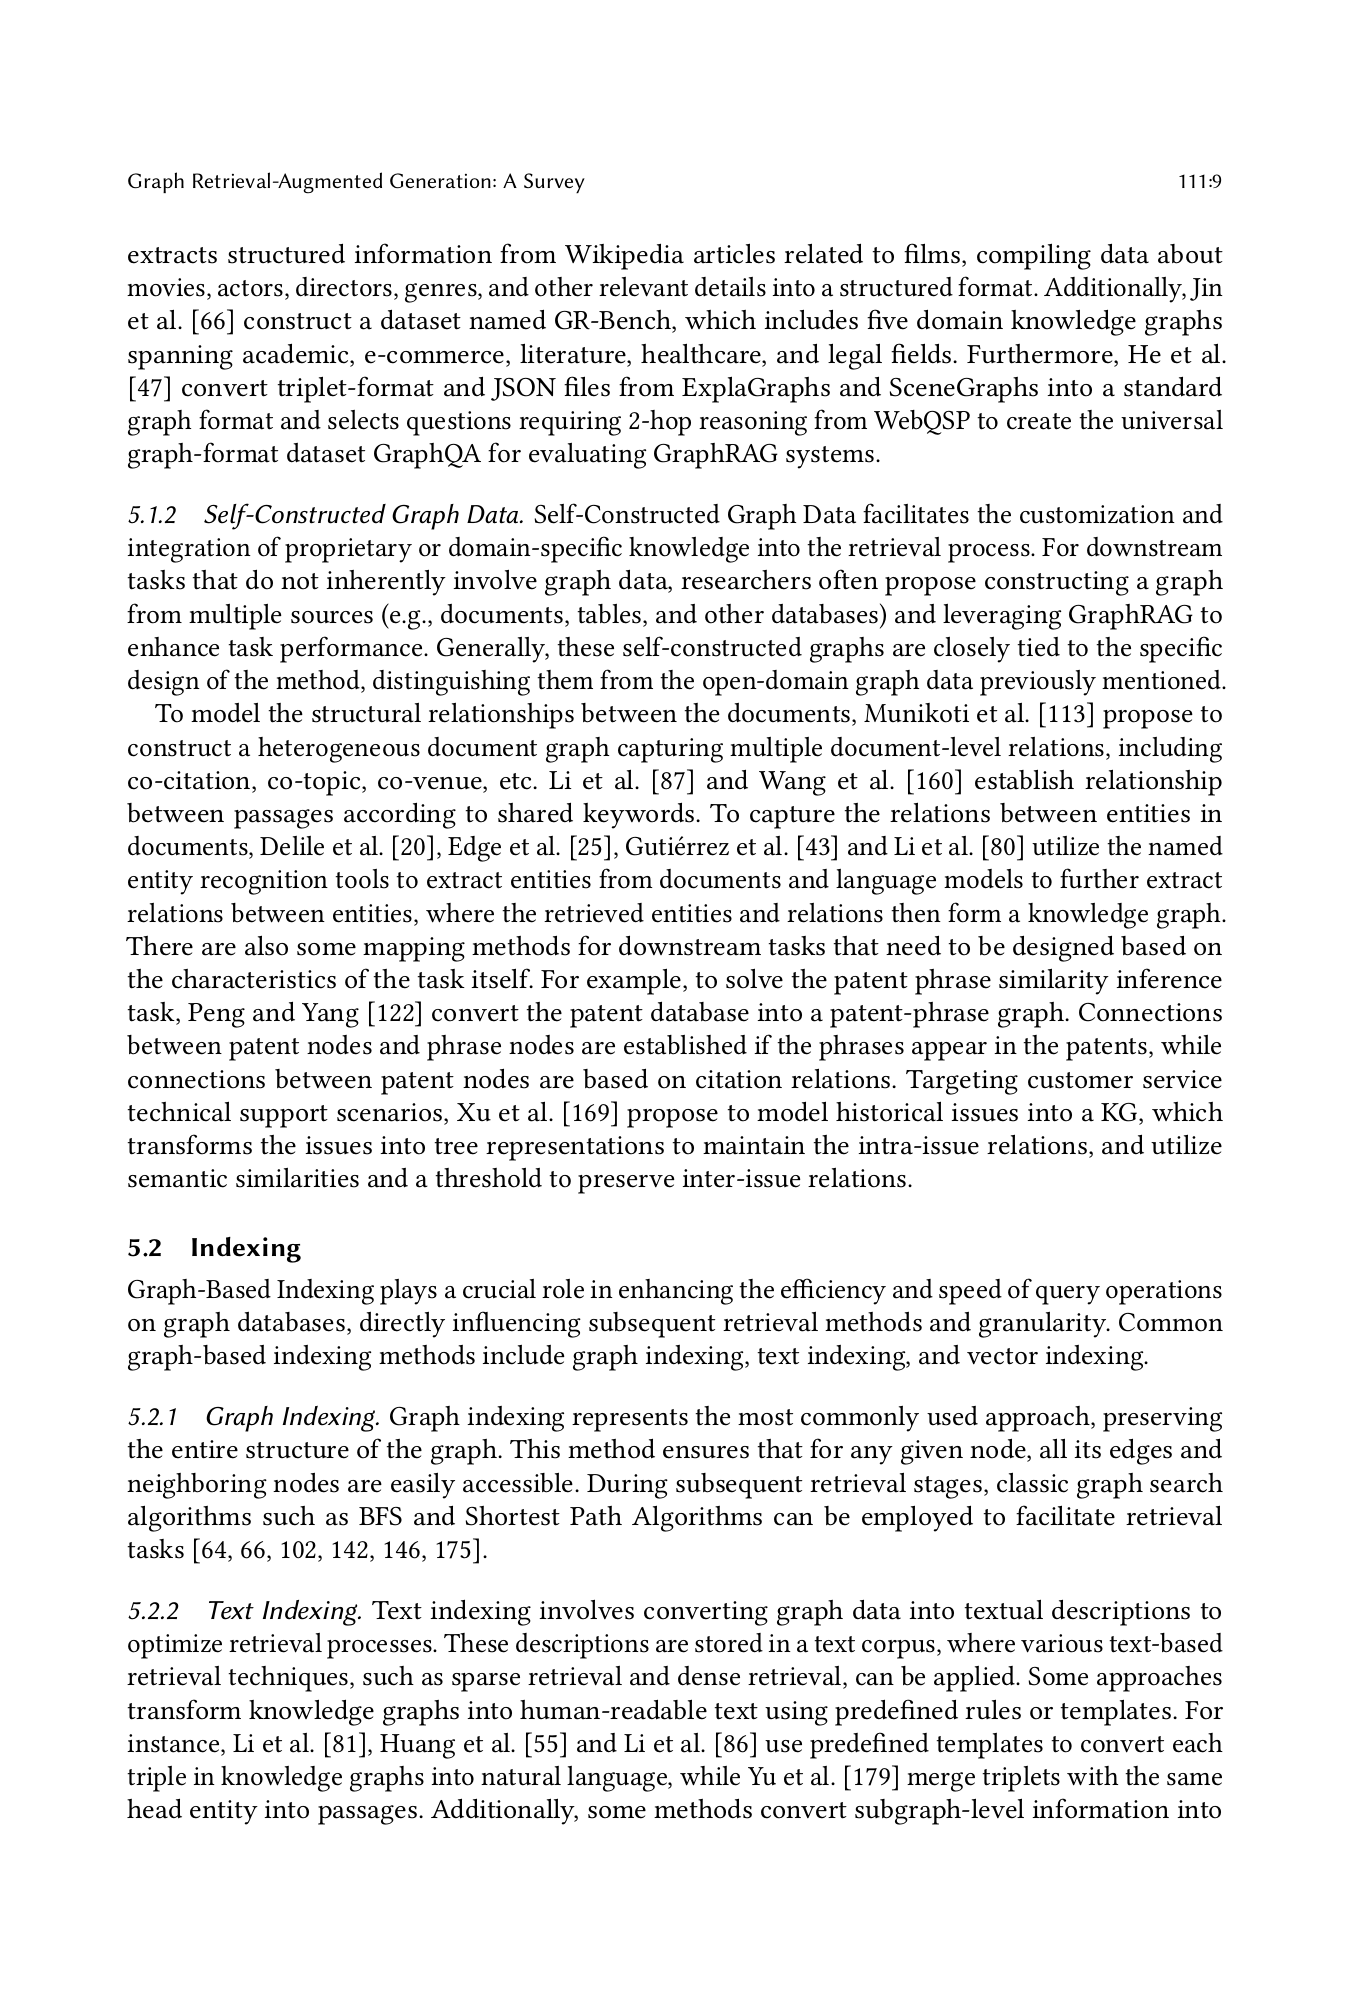 Graph Retrieval-Augmented Generation: A Survey 111:9
extracts structured information from Wikipedia articles related to films, compiling data about
movies, actors, directors, genres, and other relevant details into a structured format. Additionally, Jin
et al. [66] construct a dataset named GR-Bench, which includes five domain knowledge graphs
spanning academic, e-commerce, literature, healthcare, and legal fields. Furthermore, He et al.
[47] convert triplet-format and JSON files from ExplaGraphs and SceneGraphs into a standard
graph format and selects questions requiring 2-hop reasoning from WebQSP to create the universal
graph-format dataset GraphQA for evaluating GraphRAG systems.
5.1.2 Self-Constructed Graph Data. Self-Constructed Graph Data facilitates the customization and
integration of proprietary or domain-specific knowledge into the retrieval process. For downstream
tasks that do not inherently involve graph data, researchers often propose constructing a graph
from multiple sources (e.g., documents, tables, and other databases) and leveraging GraphRAG to
enhance task performance. Generally, these self-constructed graphs are closely tied to the specific
design of the method, distinguishing them from the open-domain graph data previously mentioned.
To model the structural relationships between the documents, Munikoti et al. [113] propose to
construct a heterogeneous document graph capturing multiple document-level relations, including
co-citation, co-topic, co-venue, etc. Li et al. [87] and Wang et al. [160] establish relationship
between passages according to shared keywords. To capture the relations between entities in
documents, Delile et al. [20], Edge et al. [25], Gutiérrez et al. [43] and Li et al. [80] utilize the named
entity recognition tools to extract entities from documents and language models to further extract
relations between entities, where the retrieved entities and relations then form a knowledge graph.
There are also some mapping methods for downstream tasks that need to be designed based on
the characteristics of the task itself. For example, to solve the patent phrase similarity inference
task, Peng and Yang [122] convert the patent database into a patent-phrase graph. Connections
between patent nodes and phrase nodes are established if the phrases appear in the patents, while
connections between patent nodes are based on citation relations. Targeting customer service
technical support scenarios, Xu et al. [169] propose to model historical issues into a KG, which
transforms the issues into tree representations to maintain the intra-issue relations, and utilize
semantic similarities and a threshold to preserve inter-issue relations.
5.2 Indexing
Graph-Based Indexing plays a crucial role in enhancing the efficiency and speed of query operations
on graph databases, directly influencing subsequent retrieval methods and granularity. Common
graph-based indexing methods include graph indexing, text indexing, and vector indexing.
5.2.1 Graph Indexing. Graph indexing represents the most commonly used approach, preserving
the entire structure of the graph. This method ensures that for any given node, all its edges and
neighboring nodes are easily accessible. During subsequent retrieval stages, classic graph search
algorithms such as BFS and Shortest Path Algorithms can be employed to facilitate retrieval
tasks [64, 66, 102, 142, 146, 175].
5.2.2 Text Indexing. Text indexing involves converting graph data into textual descriptions to
optimize retrieval processes. These descriptions are stored in a text corpus, where various text-based
retrieval techniques, such as sparse retrieval and dense retrieval, can be applied. Some approaches
transform knowledge graphs into human-readable text using predefined rules or templates. For
instance, Li et al. [81], Huang et al. [55] and Li et al. [86] use predefined templates to convert each
triple in knowledge graphs into natural language, while Yu et al. [179] merge triplets with the same
head entity into passages. Additionally, some methods convert subgraph-level information into